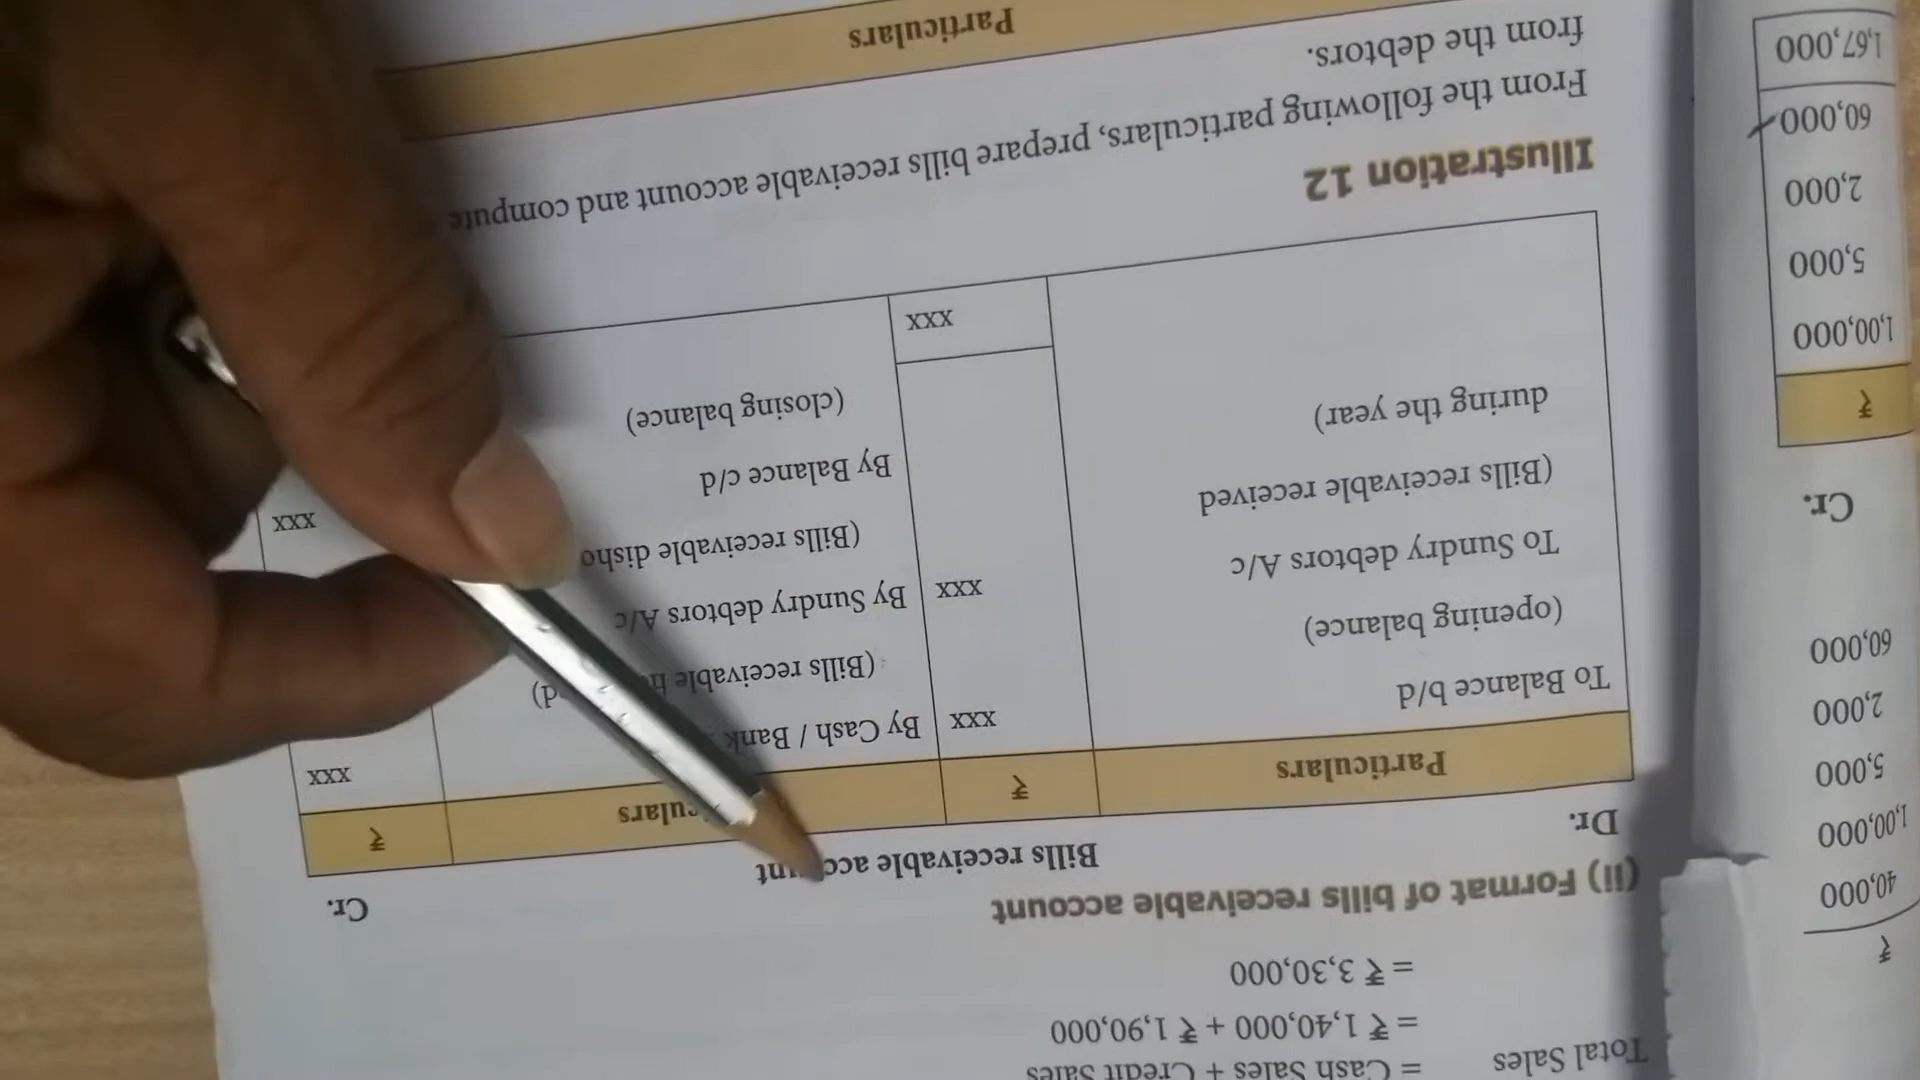 Total Sales = Cash Sales + Credit Sales
= ₹ 1,40,000 + ₹ 1,90,000
= ₹ 3,30,000
(ii) Format of bills receivable account
Dr. Bills receivable Cr.
Particulars ₹ ₹
To Balance b/d xxx By Cash / Bank xxx
(opening balance) (Bills receivable
To Sundry debtors A/c xxx By Sundry debtors A/c
(Bills receivable received (Bills receivable xxx
during the year) By Balance c/d
(closing balance)
xxx
Illustration 12
From the following particulars, prepare bills receivable account and compute
from the debtors.
Particulars
₹
40,000
1,00,000
5,000
2,000
60,000
Cr.
₹
1,00,000
5,000
2,000
60,000
1,67,000